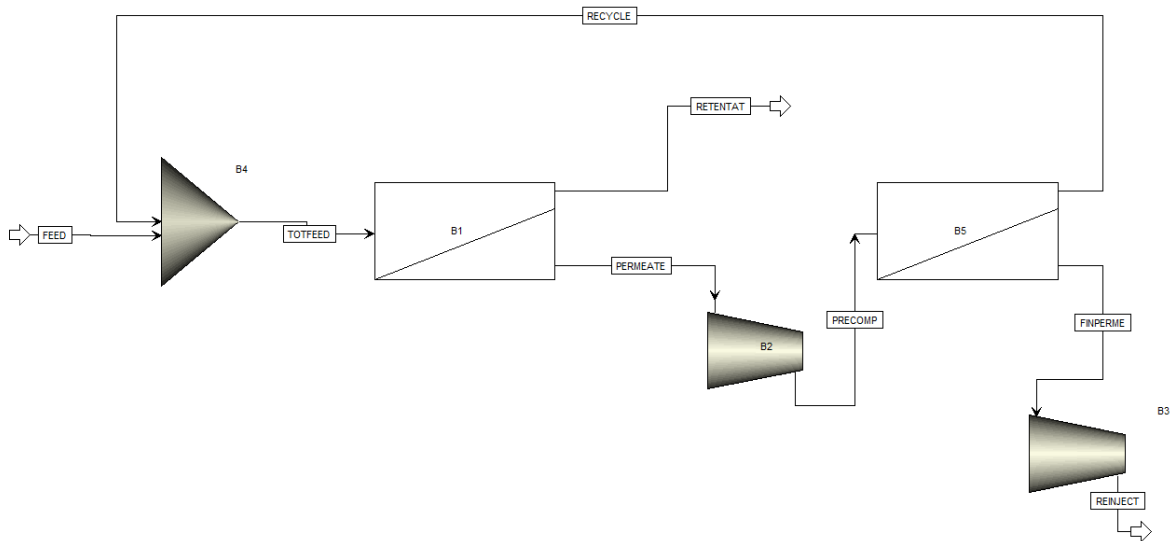 RECYCLE
RETENTAT
B4
B1
B5
FEED
TOTFEED
PERMEATE
PRECOMP
FINPERME
B2
B3
REINJECT